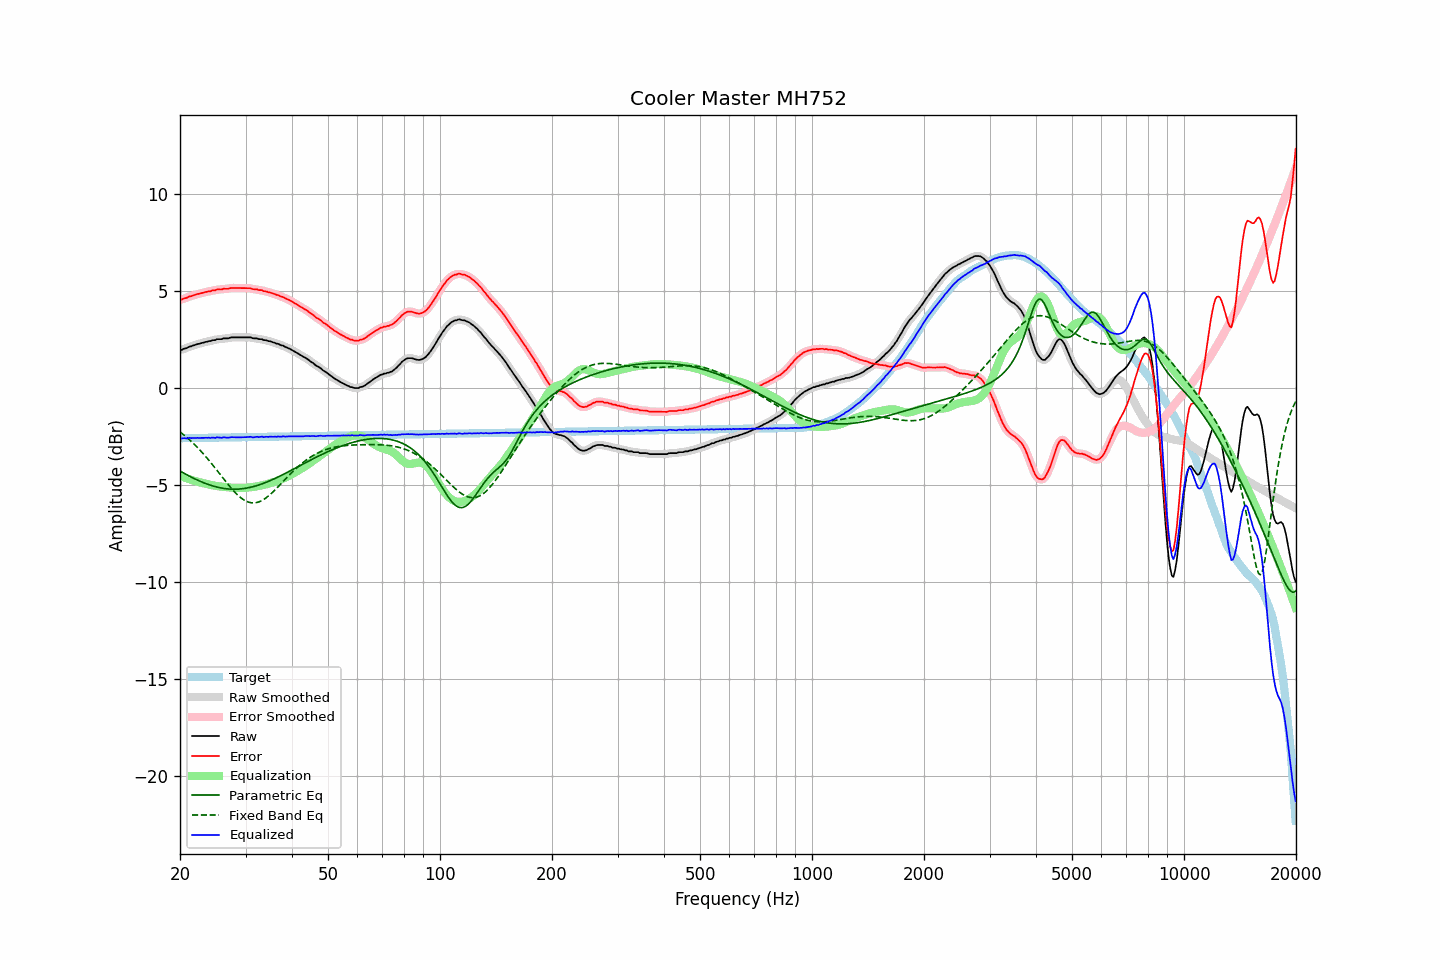 Cooler Master MH752
Amplitude (dBr)
10
5
0
−5
−10
−15
−20
Target
Raw Smoothed
Error Smoothed
Raw
Error
Equalization
Parametric Eq
Fixed Band Eq
Equalized
20 50 100 200 500 1000 2000 5000 10000 20000
Frequency (Hz)